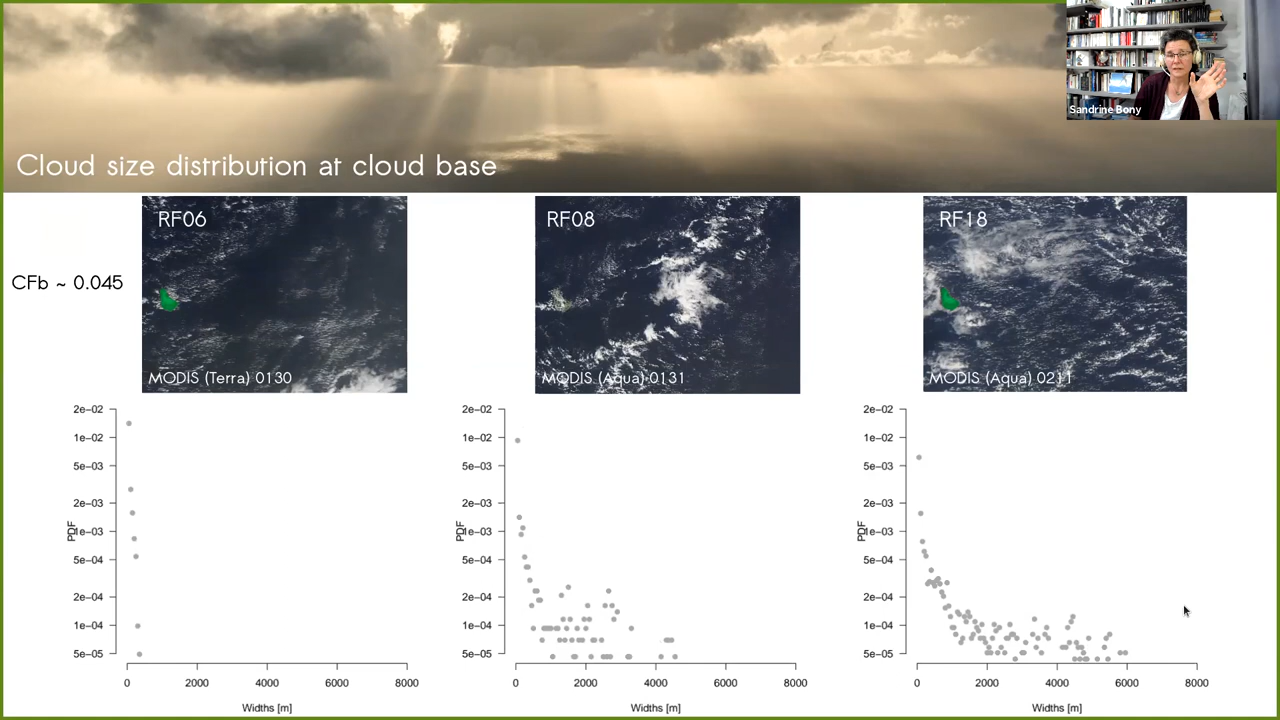 Sandrine Bony
Cloud size distribution at cloud base
CFb ~ 0.045
RF06
MODIS (Terra) 0130
RF08
MODIS (Aqua) 0131
RF18
MODIS (Aqua) 0211
PDF
2e-02
1e-02
5e-03
2e-03
1e-03
5e-04
2e-04
1e-04
5e-05
0 2000 4000 6000 8000
Widths [m]
PDF
2e-02
1e-02
5e-03
2e-03
1e-03
5e-04
2e-04
1e-04
5e-05
0 2000 4000 6000 8000
Widths [m]
PDF
2e-02
1e-02
5e-03
2e-03
1e-03
5e-04
2e-04
1e-04
5e-05
0 2000 4000 6000 8000
Widths [m]